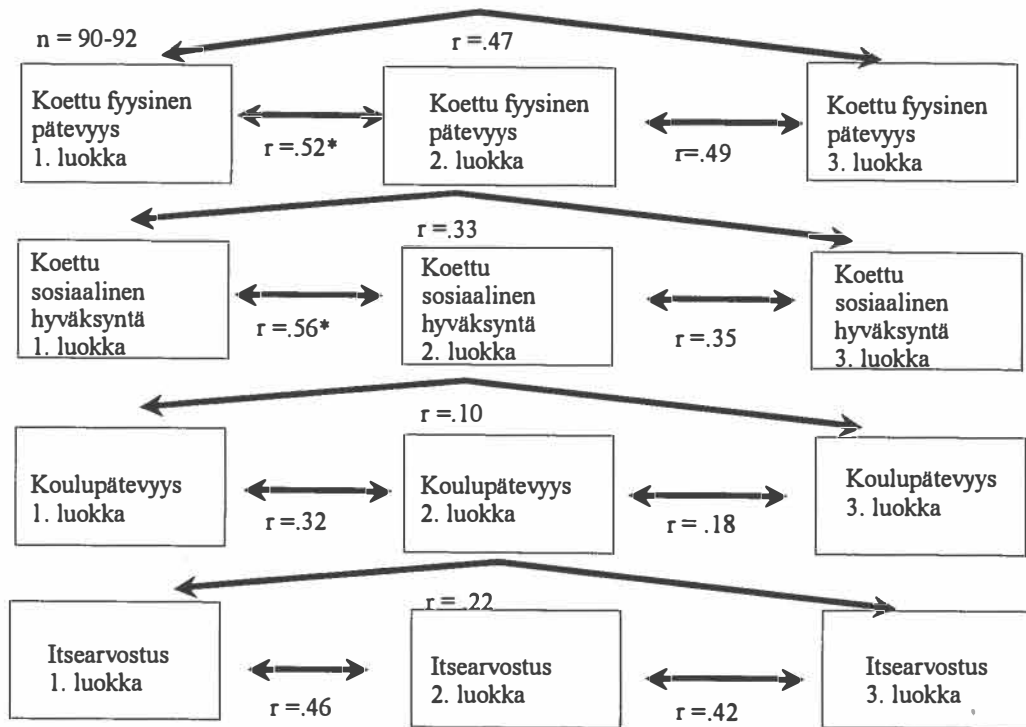 n = 90-92
r =.47
Koettu fyysinen
pätevyys
1. luokka
r =.52*
Koettu fyysinen
pätevyys
2. luokka
r=.49
Koettu fyysinen
pätevyys
3. luokka
r =.33
Koettu
sosiaalinen
hyväksyntä
1. luokka
r =.56*
Koettu
sosiaalinen
hyväksyntä
2. luokka
r =.35
Koettu
sosiaalinen
hyväksyntä
3. luokka
r =.10
Koulupätevyys
1. luokka
r =.32
Koulupätevyys
2. luokka
r = .18
Koulupätevyys
3. luokka
r = .22
Itsearvostus
1. luokka
r =.46
Itsearvostus
2. luokka
r =.42
Itsearvostus
3. luokka